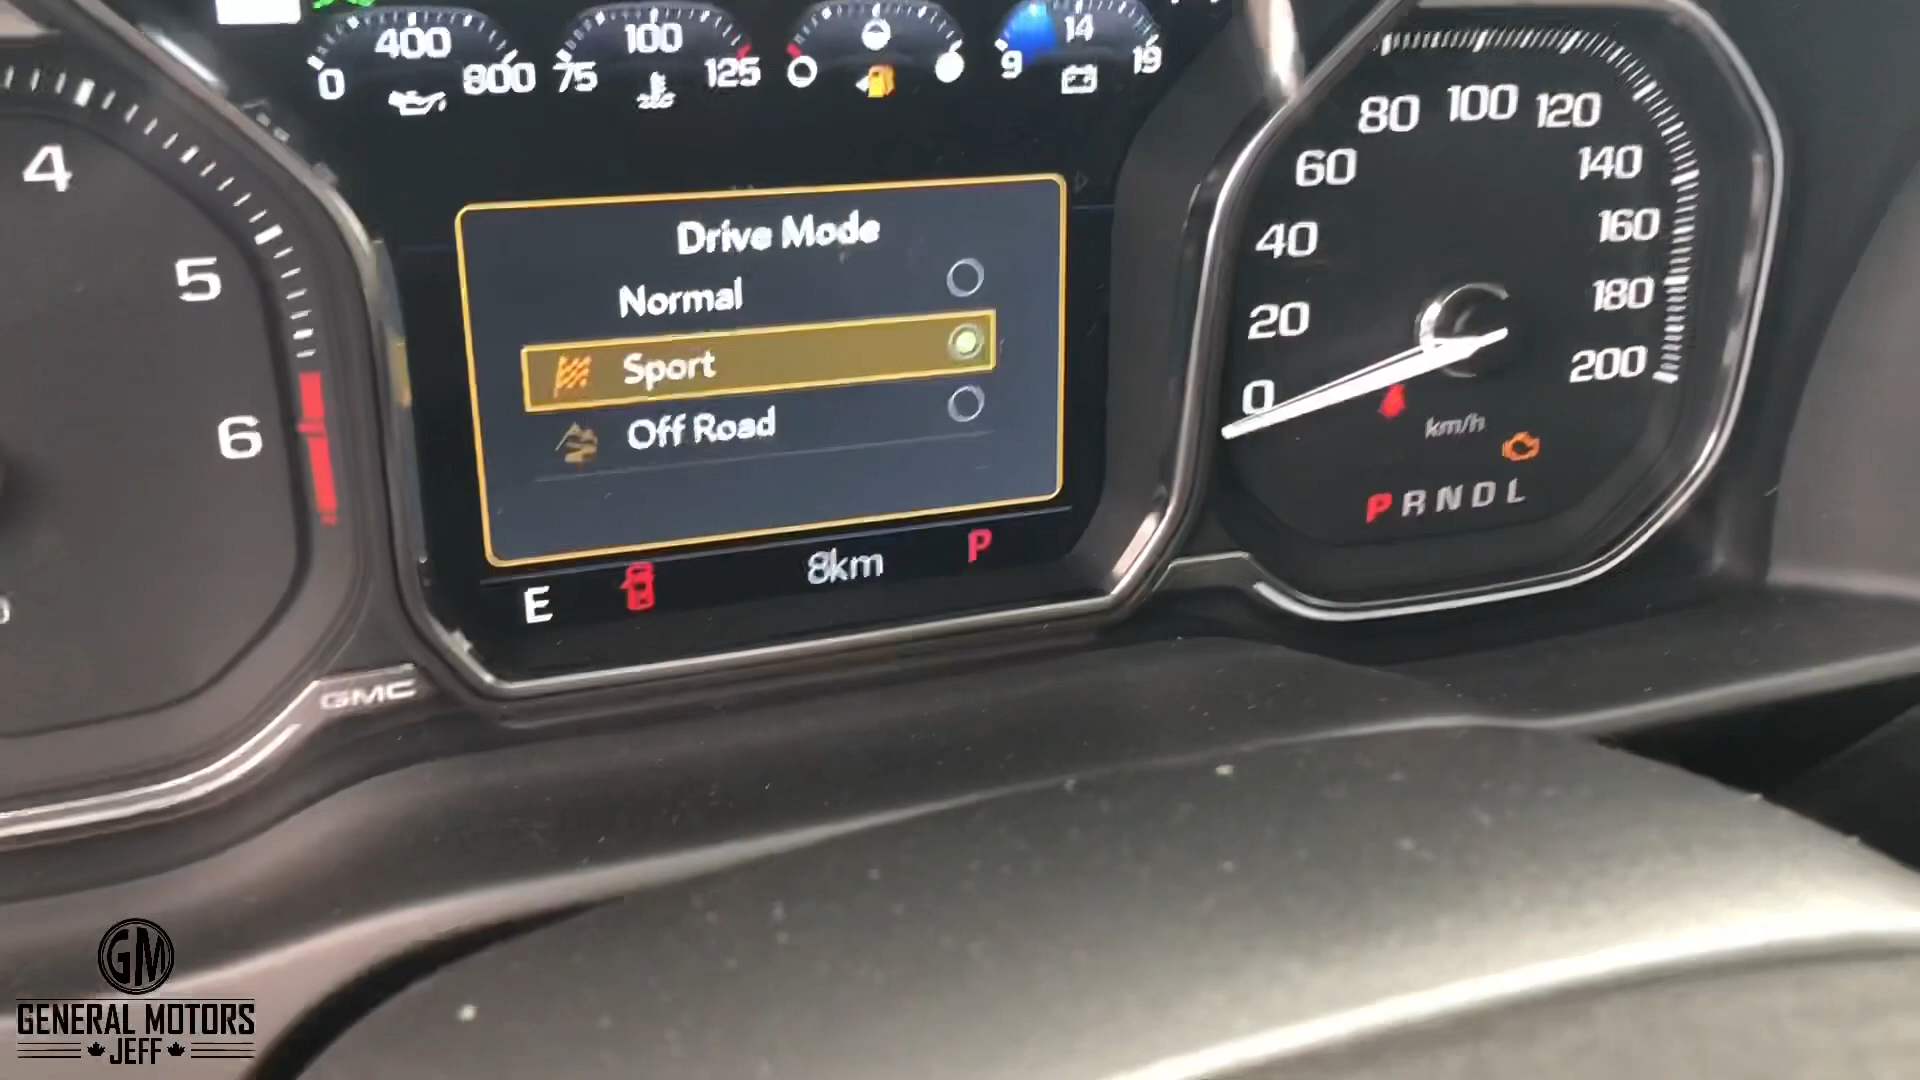 400
0 800
100
75 125
14
9 19
4
5
6
Drive Mode
Normal
Sport
Off Road
E 8km P
GMC
0 20 40 60 80 100 120 140 160 180 200
km/h
P R N D L
GM
GENERAL MOTORS
JEFF